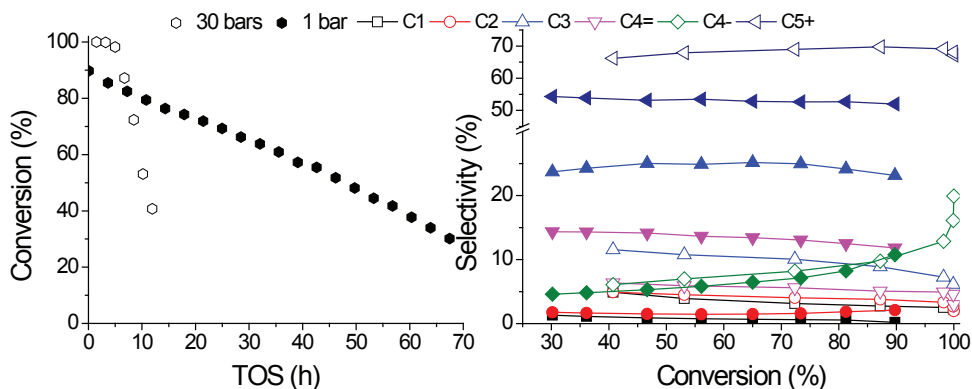 30 bars 1 bar C1 C2 C3 C4= C4- C5+
100
80
60
40
20
0
Conversion (%)
0 10 20 30 40 50 60 70
TOS (h)
70
60
50
20
10
0
Selectivity (%)
30 40 50 60 70 80 90 100
Conversion (%)